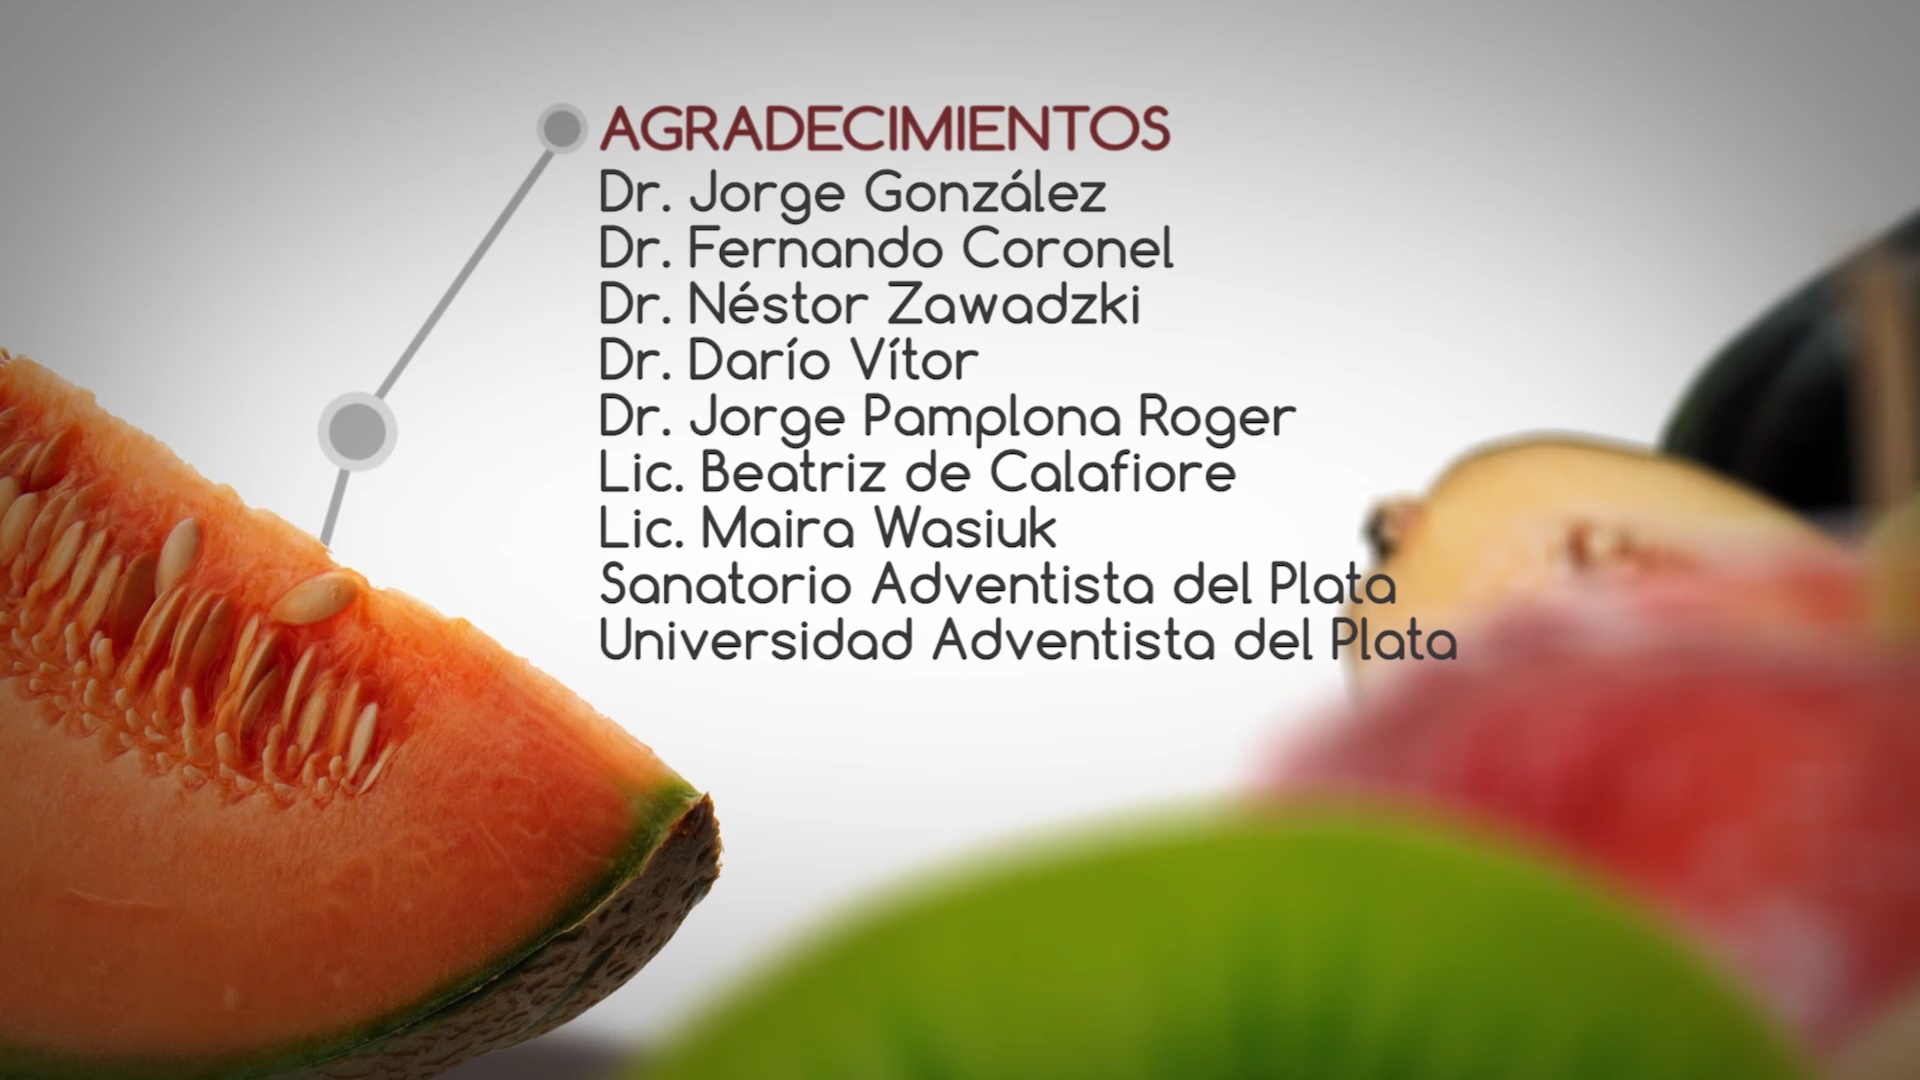 AGRADECIMIENTOS
Dr. Jorge González
Dr. Fernando Coronel
Dr. Néstor Zawadzki
Dr. Darío Vítor
Dr. Jorge Pamplona Roger
Lic. Beatriz de Calafiore
Lic. Maira Wasiuk
Sanatorio Adventista del Plata
Universidad Adventista del Plata